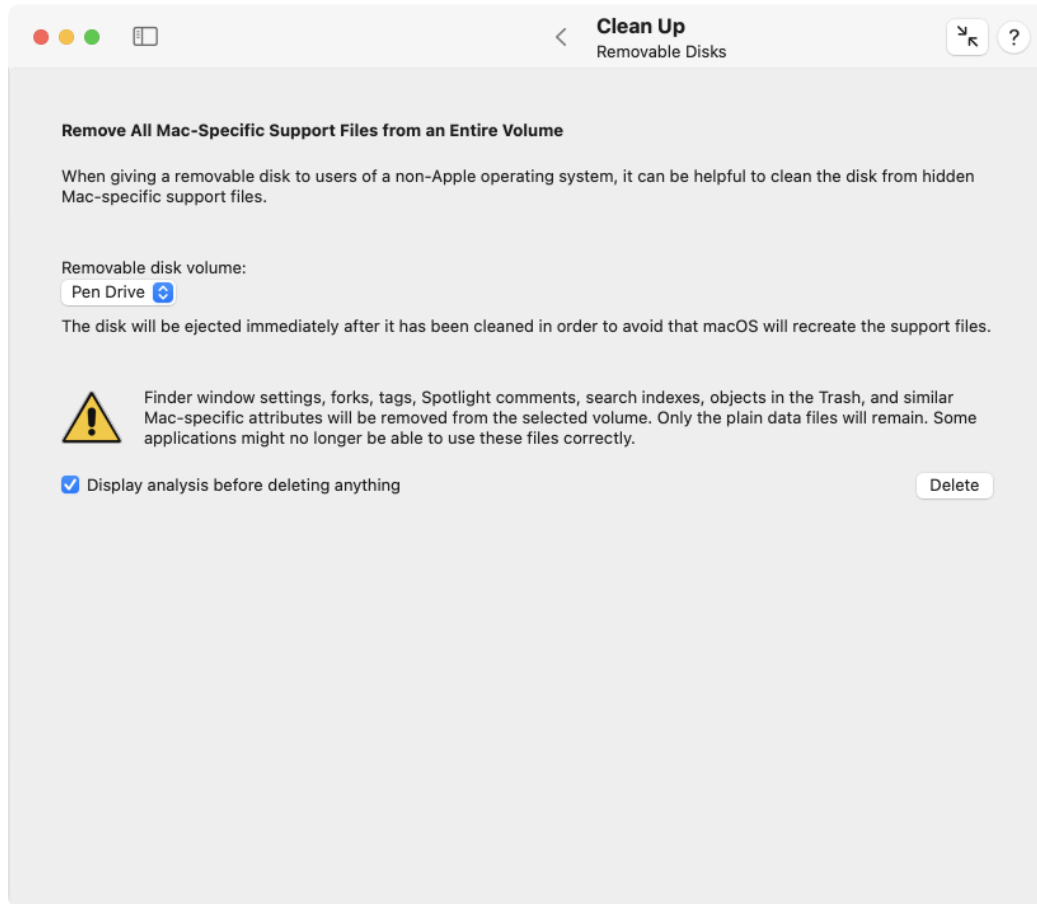 Clean Up
Removable Disks
?
Remove All Mac-Specific Support Files from an Entire Volume
When giving a removable disk to users of a non-Apple operating system, it can be helpful to clean the disk from hidden
Mac-specific support files.
Removable disk volume:
Pen Drive
The disk will be ejected immediately after it has been cleaned in order to avoid that macOS will recreate the support files.
Finder window settings, forks, tags, Spotlight comments, search indexes, objects in the Trash, and similar
Mac-specific attributes will be removed from the selected volume. Only the plain data files will remain. Some
applications might no longer be able to use these files correctly.
Display analysis before deleting anything
Delete